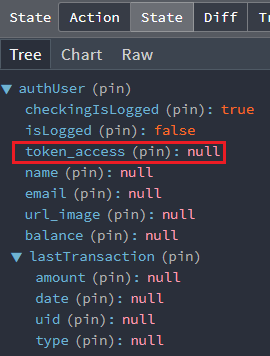 State Action State Diff Tr
Tree Chart Raw
▼ authUser (pin)
checkingIsLogged (pin): true
isLogged (pin): false
token_access (pin): null
name (pin): null
email (pin): null
url_image (pin): null
balance (pin): null
▼ lastTransaction (pin)
amount (pin): null
date (pin): null
uid (pin): null
type (pin): null